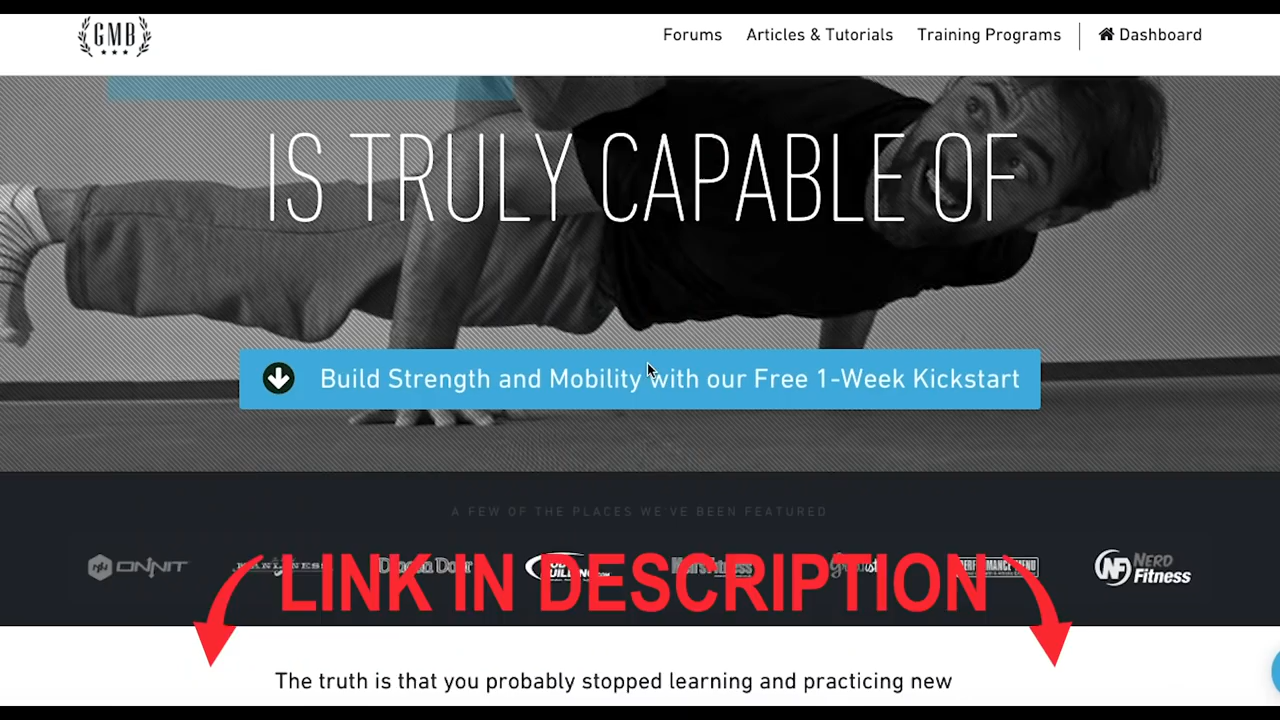 GMB
Forums
Articles & Tutorials
Training Programs
Dashboard
IS TRULY CAPABLE OF
Build Strength and Mobility with our Free 1-Week Kickstart
A FEW OF THE PLACES WE'VE BEEN FEATURED
ONNIT
NERD
Fitness
LINK IN DESCRIPTION
The truth is that you probably stopped learning and practicing new